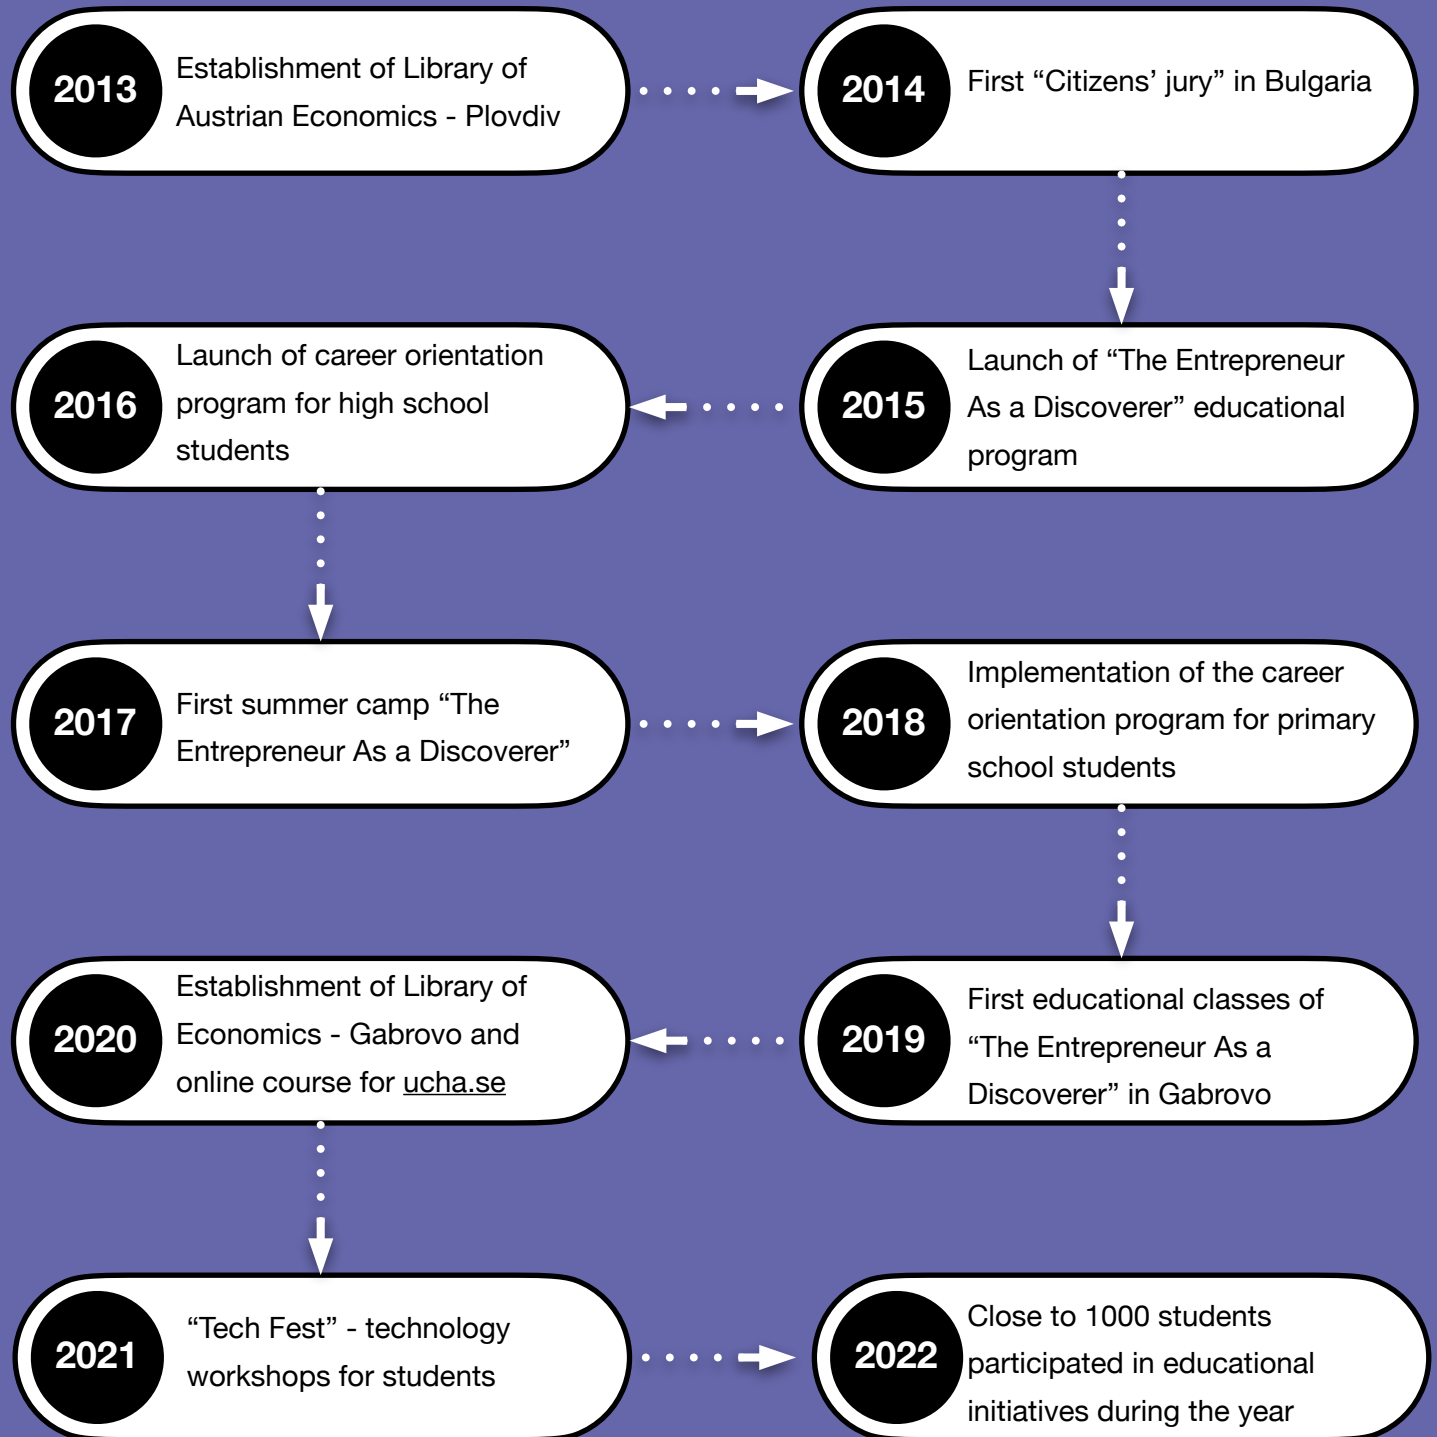 2013
Establishment of Library of
Austrian Economics - Plovdiv
2014
First “Citizens’ jury” in Bulgaria
2015
Launch of “The Entrepreneur
As a Discoverer” educational
program
2016
Launch of career orientation
program for high school
students
2017
First summer camp “The
Entrepreneur As a Discoverer”
2018
Implementation of the career
orientation program for primary
school students
2019
First educational classes of
“The Entrepreneur As a
Discoverer” in Gabrovo
2020
Establishment of Library of
Economics - Gabrovo and
online course for ucha.se
2021
“Tech Fest” - technology
workshops for students
2022
Close to 1000 students
participated in educational
initiatives during the year